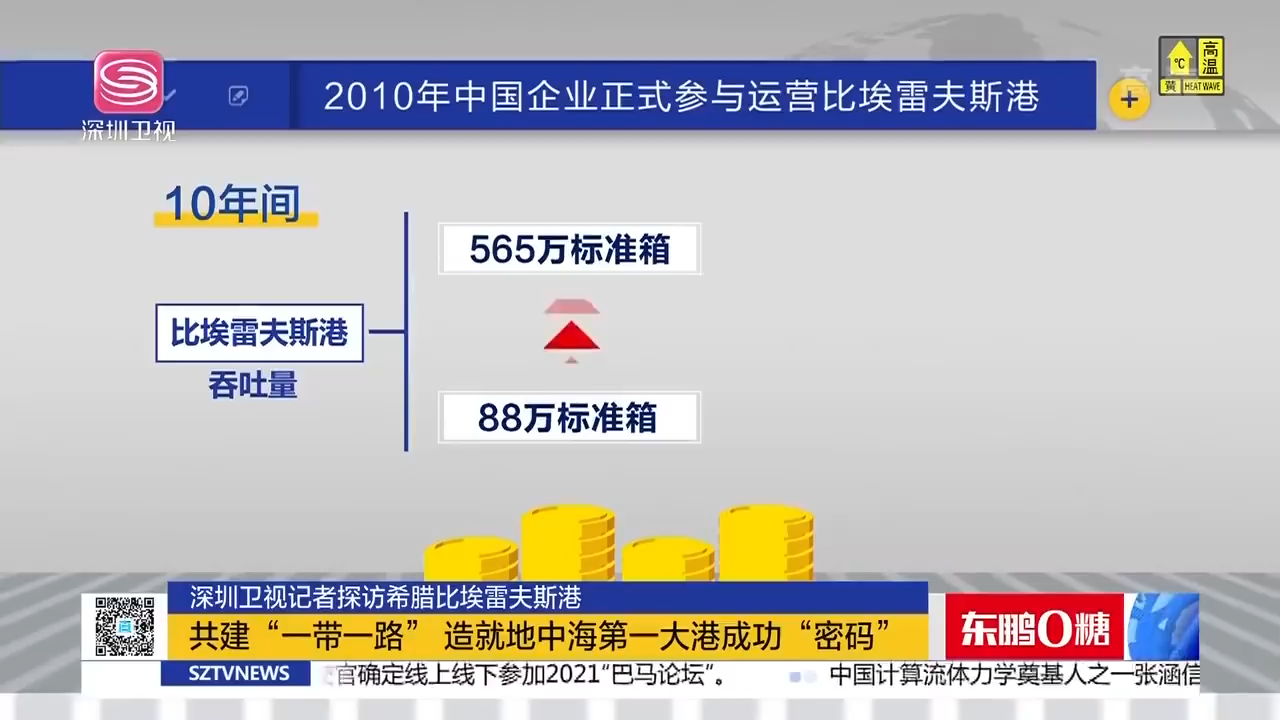 2010年中国企业正式参与运营比埃雷夫斯港
高温
℃
黄 HEAT WAVE
深圳卫视
10年间
565万标准箱
比埃雷夫斯港
吞吐量
88万标准箱
深圳卫视记者探访希腊比埃雷夫斯港
共建“一带一路” 造就地中海第一大港成功“密码”
东鹏0糖
SZTVNEWS
官确定线上线下参加2021“巴马论坛”。
中国计算流体力学奠基人之一张涵信